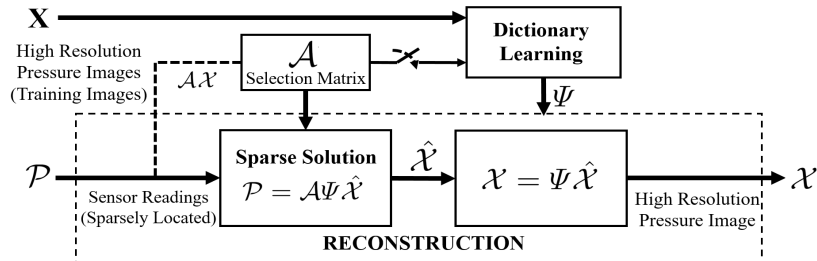 X
High Resolution
Pressure Images
(Training Images)
𝒜𝒳
𝒜
Selection Matrix
Dictionary
Learning
Ψ
𝒫
Sensor Readings
(Sparsely Located)
Sparse Solution
𝒫 = 𝒜Ψ𝒳̂
𝒳̂
𝒳 = Ψ𝒳̂
High Resolution
Pressure Image
𝒳
RECONSTRUCTION